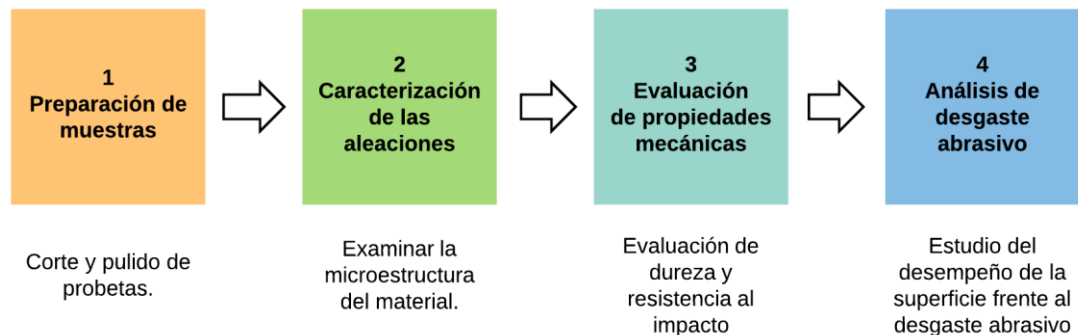 1
Preparación de
muestras
2
Caracterización
de las
aleaciones
3
Evaluación
de propiedades
mecánicas
4
Análisis de
desgaste
abrasivo
Corte y pulido de
probetas.
Examinar la
microestructura
del material.
Evaluación de
dureza y
resistencia al
impacto
Estudio del
desempeño de la
superficie frente al
desgaste abrasivo